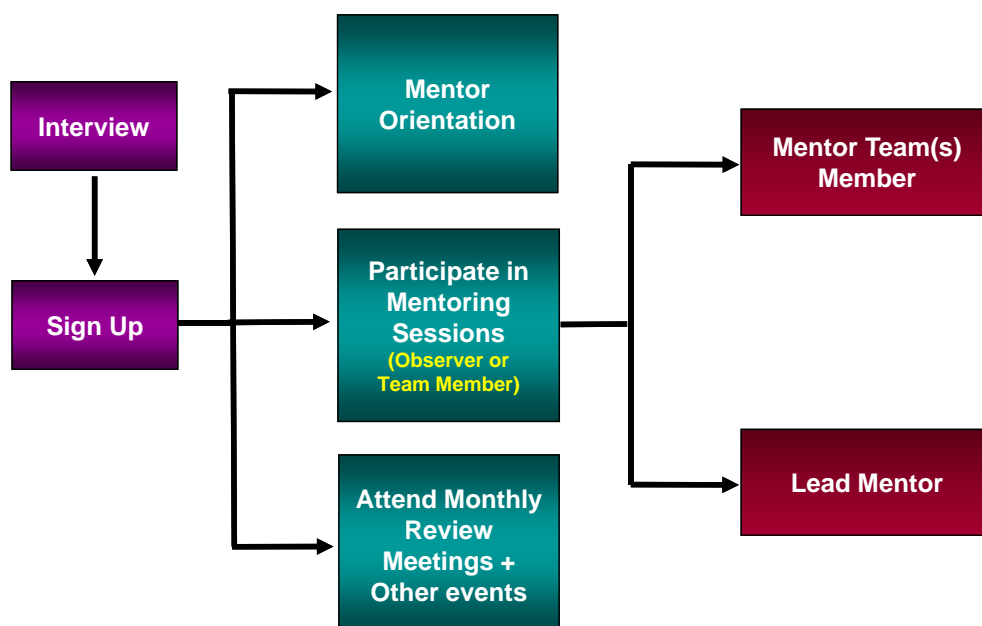 Interview
Sign Up
Mentor
Orientation
Participate in
Mentoring
Sessions
(Observer or
Team Member)
Attend Monthly
Review
Meetings +
Other events
Mentor Team(s)
Member
Lead Mentor